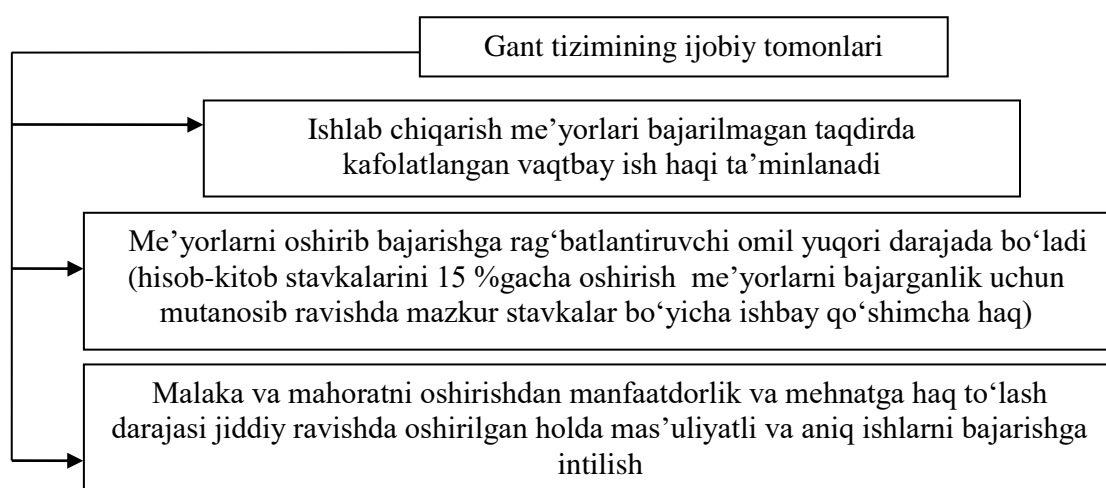 Gant tizimining ijobiy tomonlari
Ishlab chiqarish me’yorlari bajarilmagan taqdirda
kafolatlangan vaqtbay ish haqi ta’minlanadi
Me’yorlarni oshirib bajarishga rag‘batlantiruvchi omil yuqori darajada bo‘ladi
(hisob-kitob stavkalarini 15 %gacha oshirish me’yorlarni bajarganlik uchun
mutanosib ravishda mazkur stavkalar bo‘yicha ishbay qo‘shimcha haq)
Malaka va mahoratni oshirishdan manfaatdorlik va mehnatga haq to‘lash
darajasi jiddiy ravishda oshirilgan holda mas’uliyatli va aniq ishlarni bajarishga
intilish